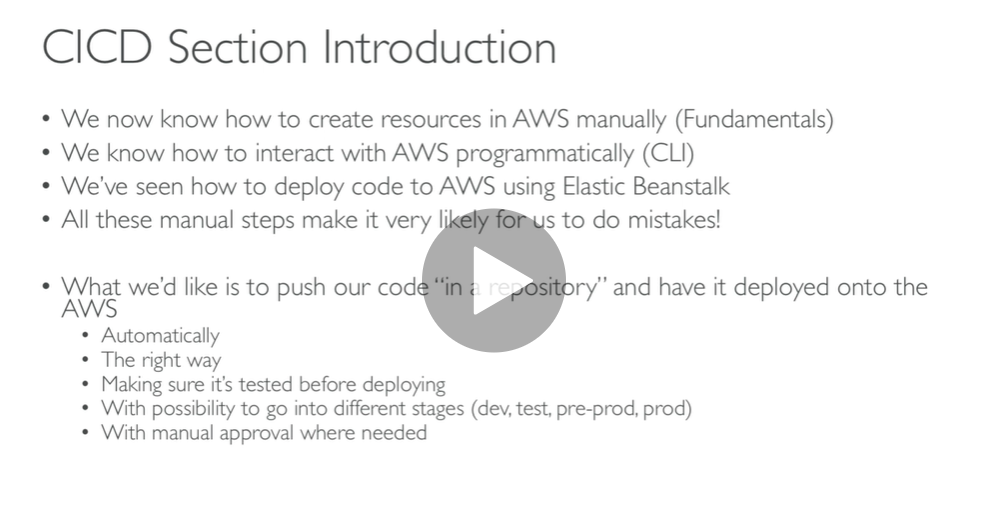 CICD Section Introduction
• We now know how to create resources in AWS manually (Fundamentals)
• We know how to interact with AWS programmatically (CLI)
• We've seen how to deploy code to AWS using Elastic Beanstalk
• All these manual steps make it very likely for us to do mistakes!
• What we'd like is to push our code "in a repository" and have it deployed onto the
AWS
• Automatically
• The right way
• Making sure it's tested before deploying
• With possibility to go into different stages (dev, test, pre-prod, prod)
• With manual approval where needed